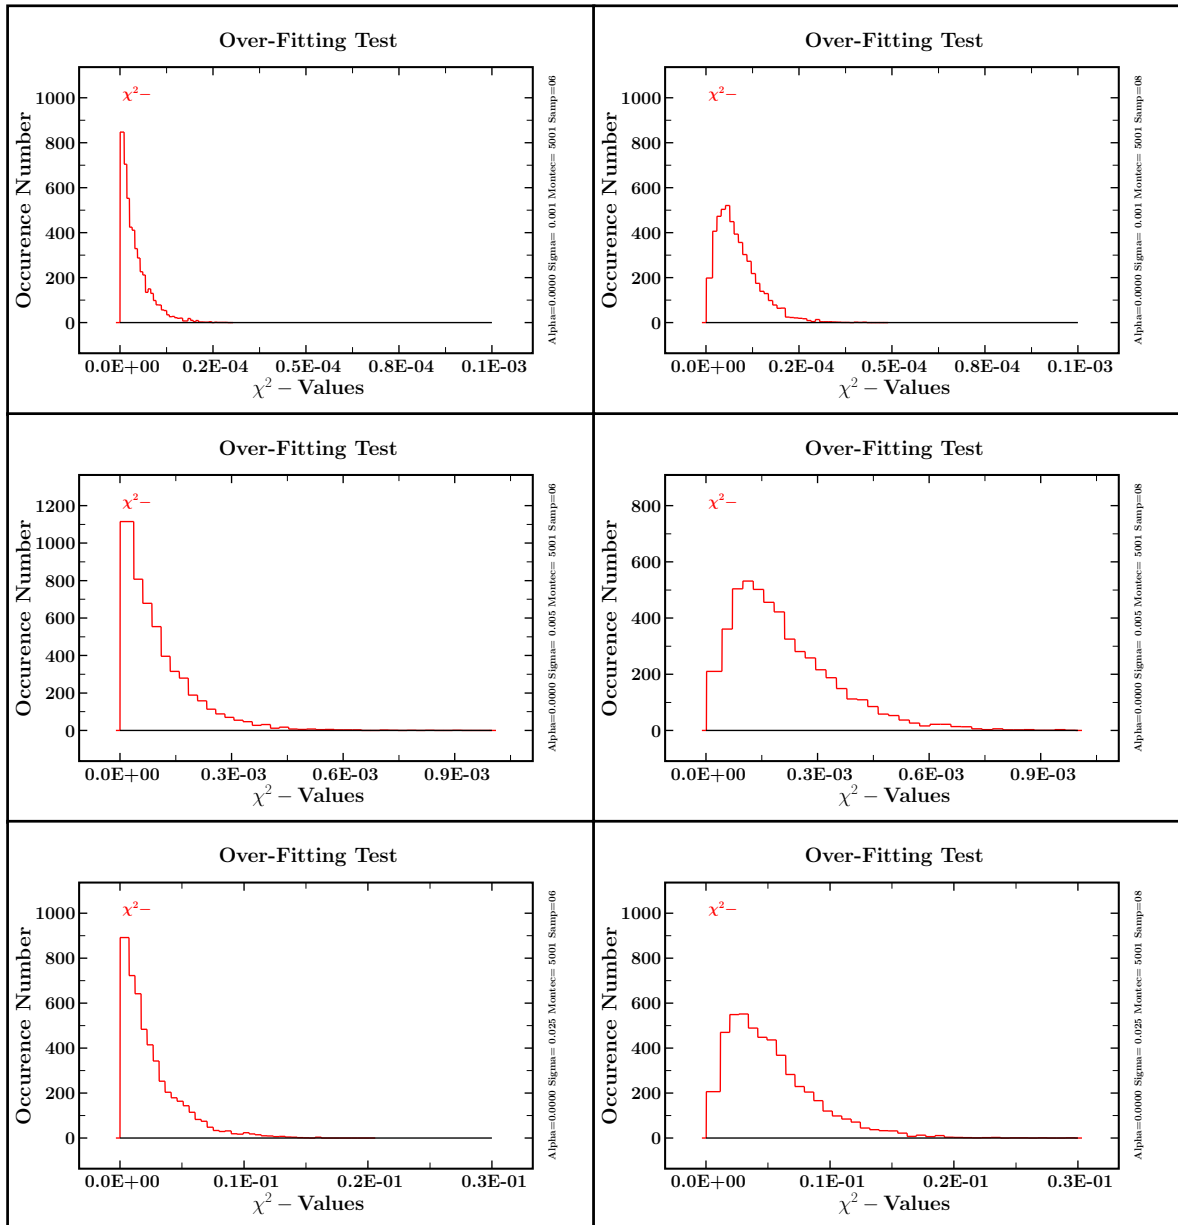 Over-Fitting Test
χ²−
1000
800
600
400
200
0
Occurence Number
0.0E+00 0.2E-04 0.5E-04 0.8E-04 0.1E-03
χ² − Values
Alpha=0.0000 Sigma= 0.001 Montec= 5001 Samp=06
Over-Fitting Test
χ²−
1000
800
600
400
200
0
Occurence Number
0.0E+00 0.2E-04 0.5E-04 0.8E-04 0.1E-03
χ² − Values
Alpha=0.0000 Sigma= 0.001 Montec= 5001 Samp=08
Over-Fitting Test
χ²−
1200
1000
800
600
400
200
0
Occurence Number
0.0E+00 0.3E-03 0.6E-03 0.9E-03
χ² − Values
Alpha=0.0000 Sigma= 0.005 Montec= 5001 Samp=06
Over-Fitting Test
χ²−
800
600
400
200
0
Occurence Number
0.0E+00 0.3E-03 0.6E-03 0.9E-03
χ² − Values
Alpha=0.0000 Sigma= 0.005 Montec= 5001 Samp=08
Over-Fitting Test
χ²−
1000
800
600
400
200
0
Occurence Number
0.0E+00 0.1E-01 0.2E-01 0.3E-01
χ² − Values
Alpha=0.0000 Sigma= 0.025 Montec= 5001 Samp=06
Over-Fitting Test
χ²−
1000
800
600
400
200
0
Occurence Number
0.0E+00 0.1E-01 0.2E-01 0.3E-01
χ² − Values
Alpha=0.0000 Sigma= 0.025 Montec= 5001 Samp=08